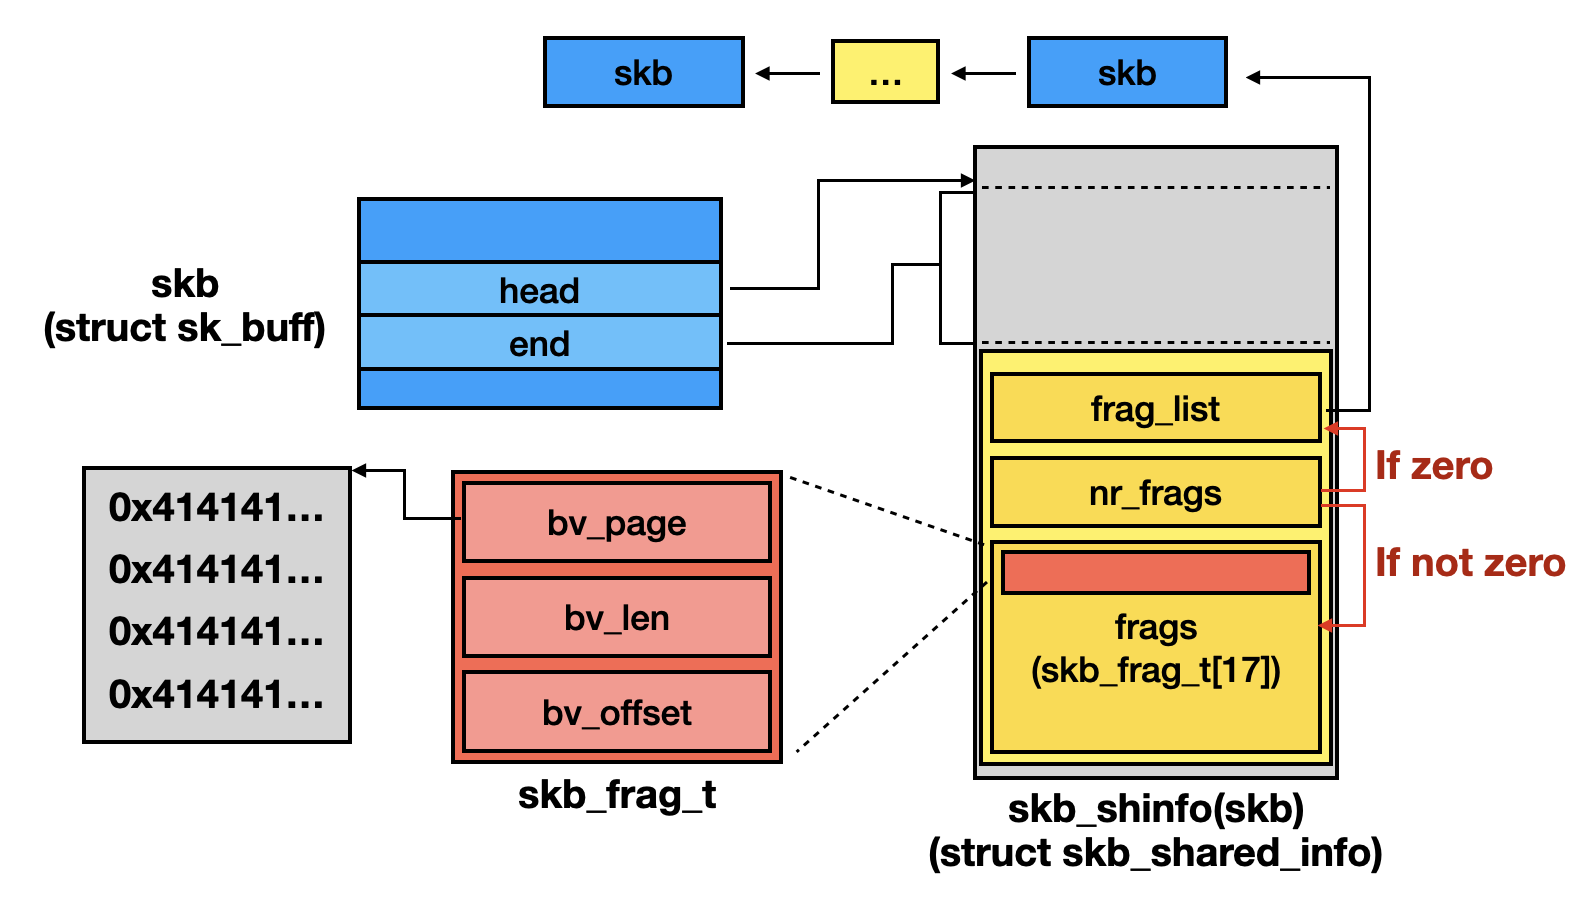 skb
...
skb
skb
(struct sk_buff)
head
end
frag_list
nr_frags
If zero
If not zero
frags
(skb_frag_t[17])
0x414141...
0x414141...
0x414141...
0x414141...
bv_page
bv_len
bv_offset
skb_frag_t
skb_shinfo(skb)
(struct skb_shared_info)